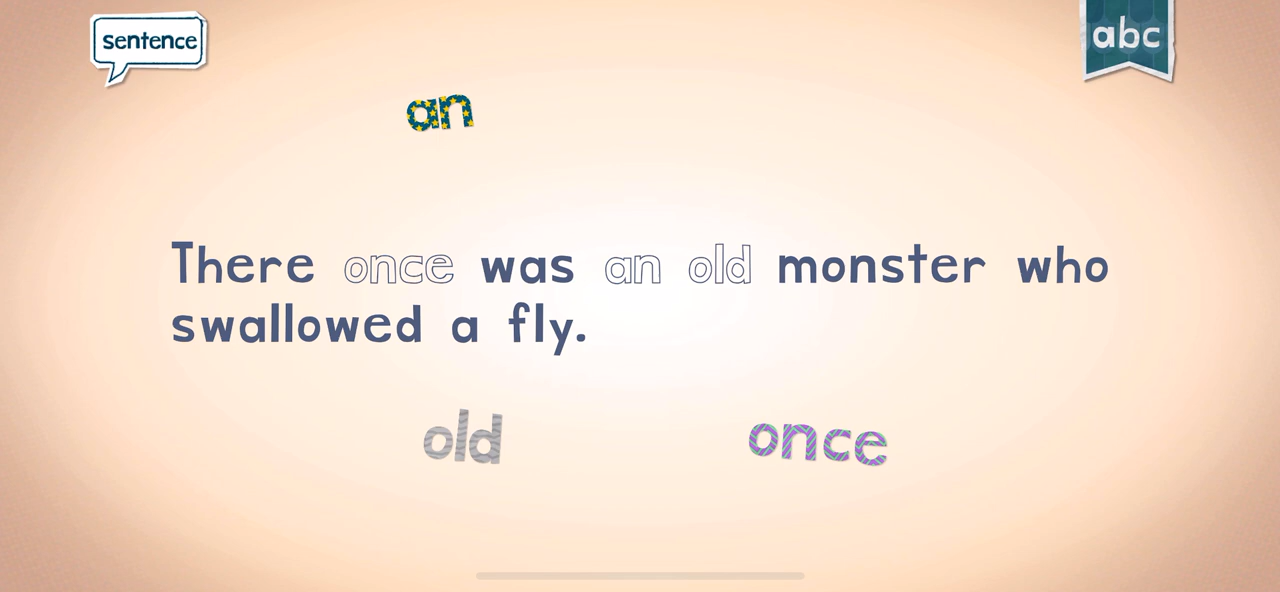 sentence
abc
an
There once was an old monster who
swallowed a fly.
old once